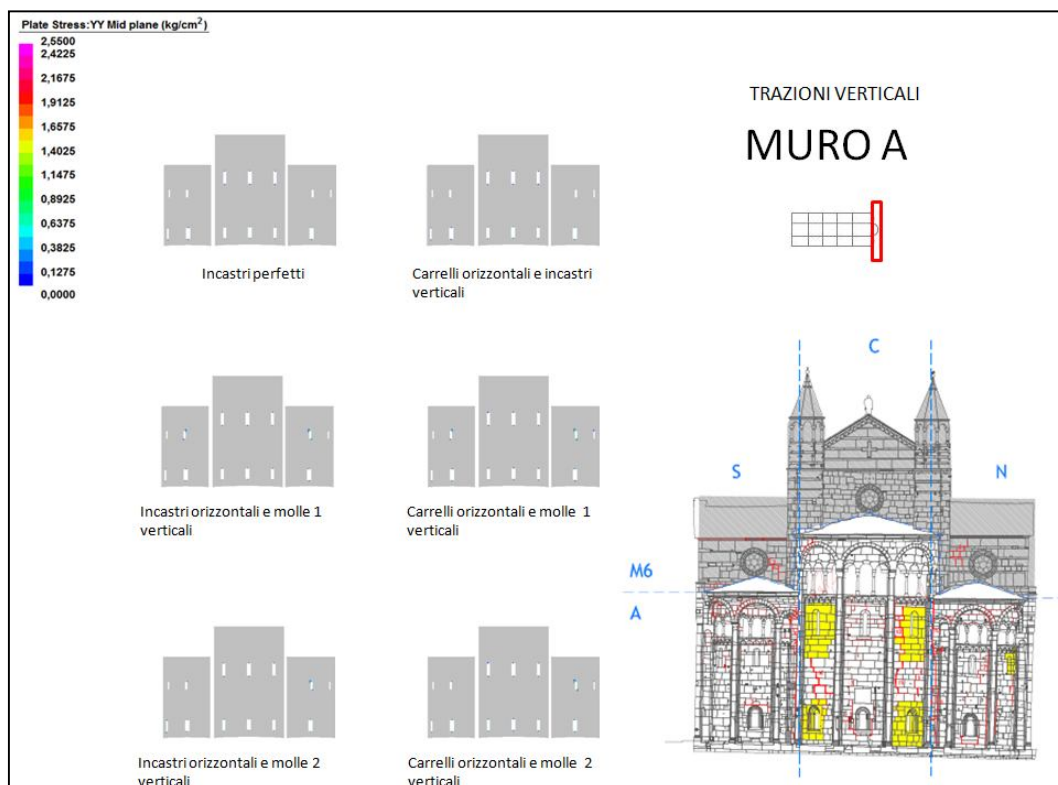 Plate Stress:YY Mid plane (kg/cm²)
2,5500
2,4225
2,1675
1,9125
1,6575
1,4025
1,1475
0,8925
0,6375
0,3825
0,1275
0,0000
TRAZIONI VERTICALI
MURO A
Incastri perfetti
Carrelli orizzontali e incastri
verticali
Incastri orizzontali e molle 1
verticali
Carrelli orizzontali e molle 1
verticali
Incastri orizzontali e molle 2
verticali
Carrelli orizzontali e molle 2
verticali
C
S
N
M6
A